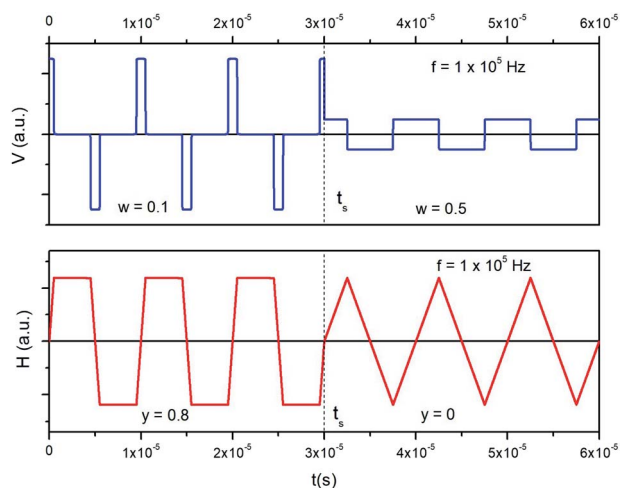 0 1x10⁻⁵ 2x10⁻⁵ 3x10⁻⁵ 4x10⁻⁵ 5x10⁻⁵ 6x10⁻⁵
f = 1 x 10⁵ Hz
V (a.u.)
w = 0.1
tₛ
w = 0.5
f = 1 x 10⁵ Hz
H (a.u.)
y = 0.8
tₛ
y = 0
0 1x10⁻⁵ 2x10⁻⁵ 3x10⁻⁵ 4x10⁻⁵ 5x10⁻⁵ 6x10⁻⁵
t(s)